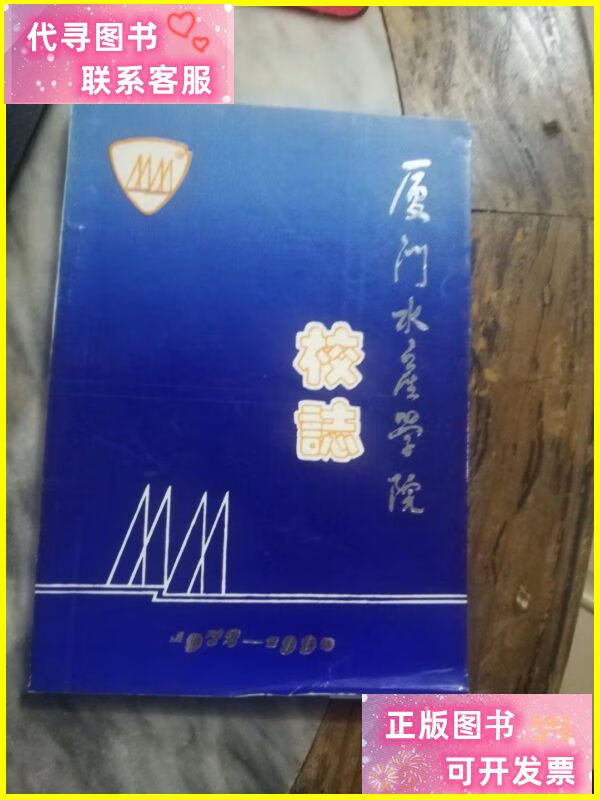 代寻图书
联系客服
厦门水产学院
校誌
正版图书
可开发票